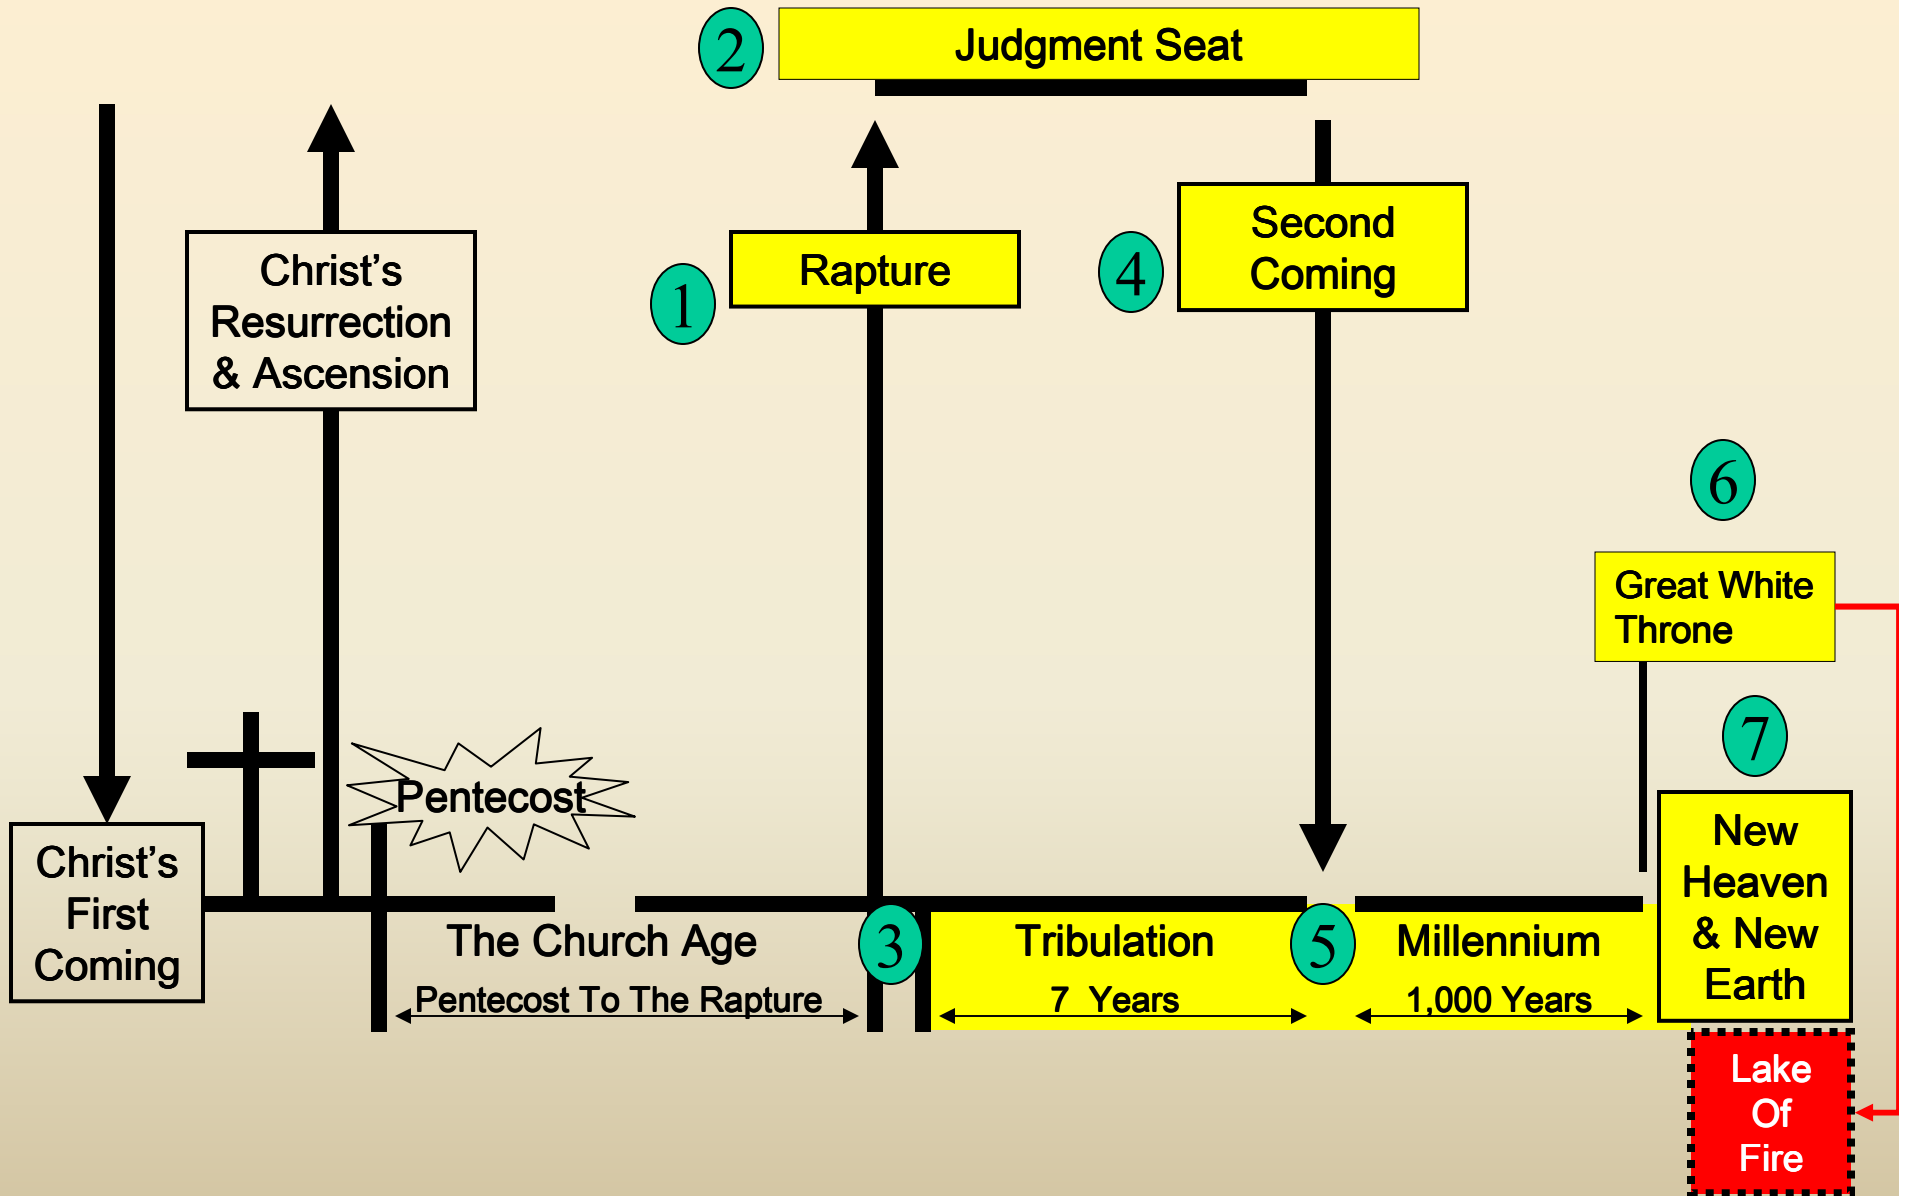 2
Judgment Seat
Christ's
Resurrection
& Ascension
1
Rapture
4
Second
Coming
6
Great White
Throne
7
Pentecost
Christ's
First
Coming
The Church Age
Pentecost To The Rapture
3
Tribulation
7 Years
5
Millennium
1,000 Years
New
Heaven
& New
Earth
Lake
Of
Fire